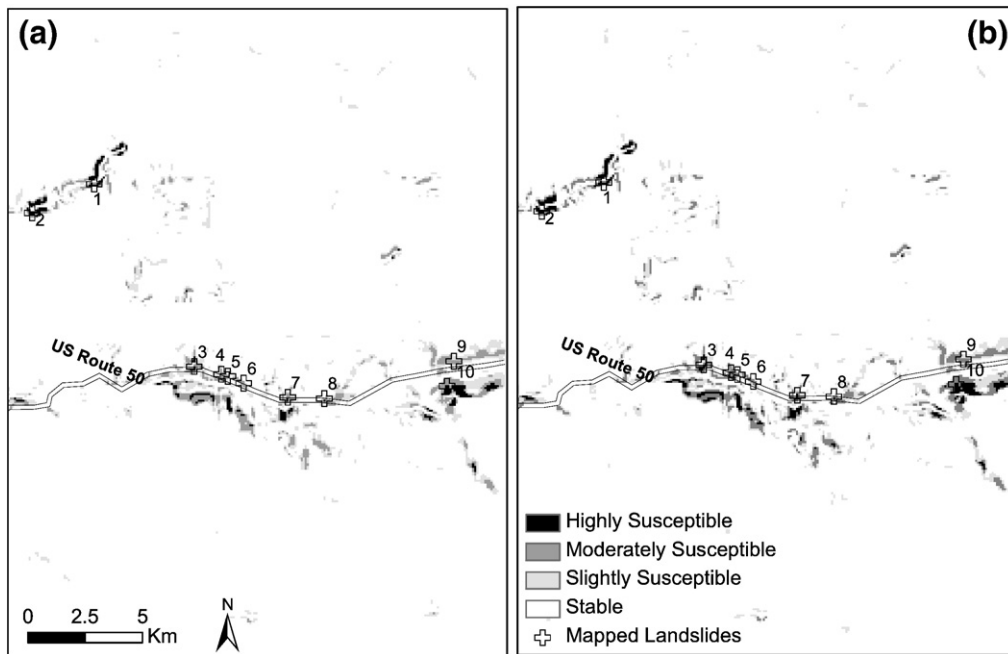 (a)
1
2
US Route 50
3
4
5
6
7
8
9
10
0 2.5 5
Km
N
(b)
1
2
US Route 50
3
4
5
6
7
8
9
10
Highly Susceptible
Moderately Susceptible
Slightly Susceptible
Stable
Mapped Landslides